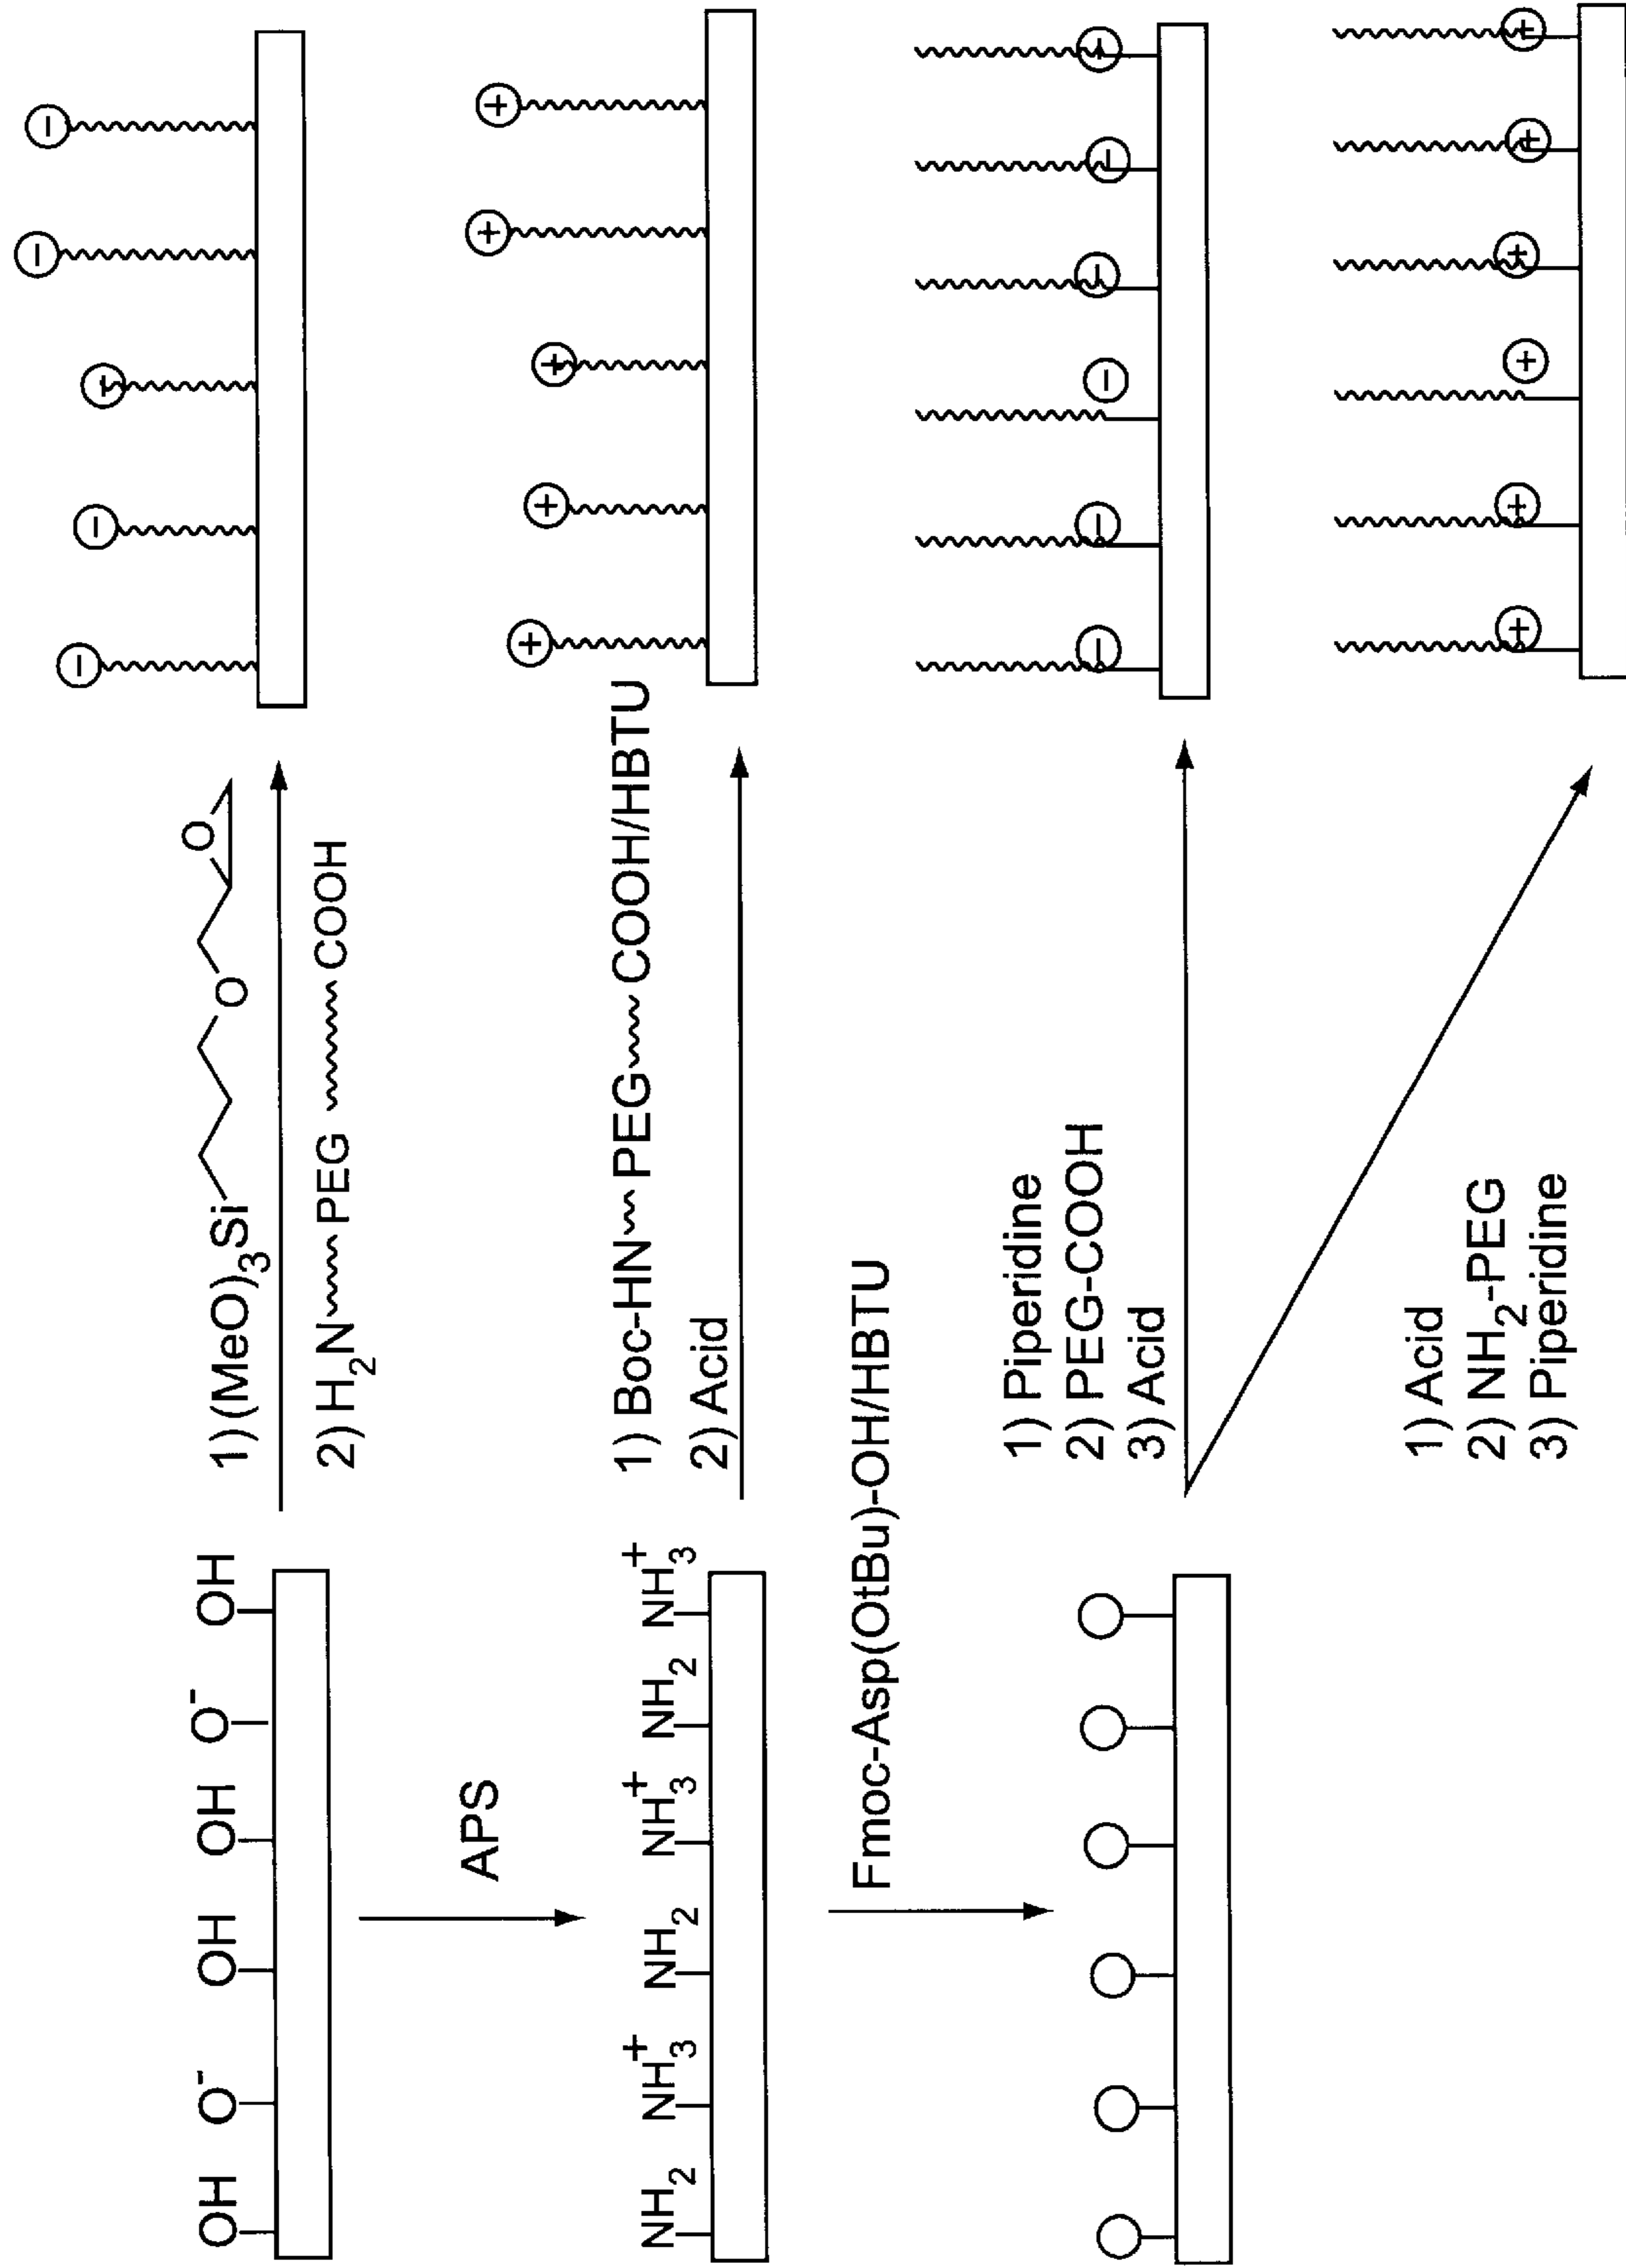 OH O⁻ OH OH O⁻ OH
1) (MeO)₃Si O O
2) H₂N PEG COOH
− − + − −
APS
NH₂ NH₃⁺ NH₂ NH₃⁺ NH₂ NH₃⁺
1) Boc-HN PEG COOH/HBTU
2) Acid
+ + + + +
Fmoc-Asp(OtBu)-OH/HBTU
1) Piperidine
2) PEG-COOH
3) Acid
− − − − − −
1) Acid
2) NH₂-PEG
3) Piperidine
+ + + + + +